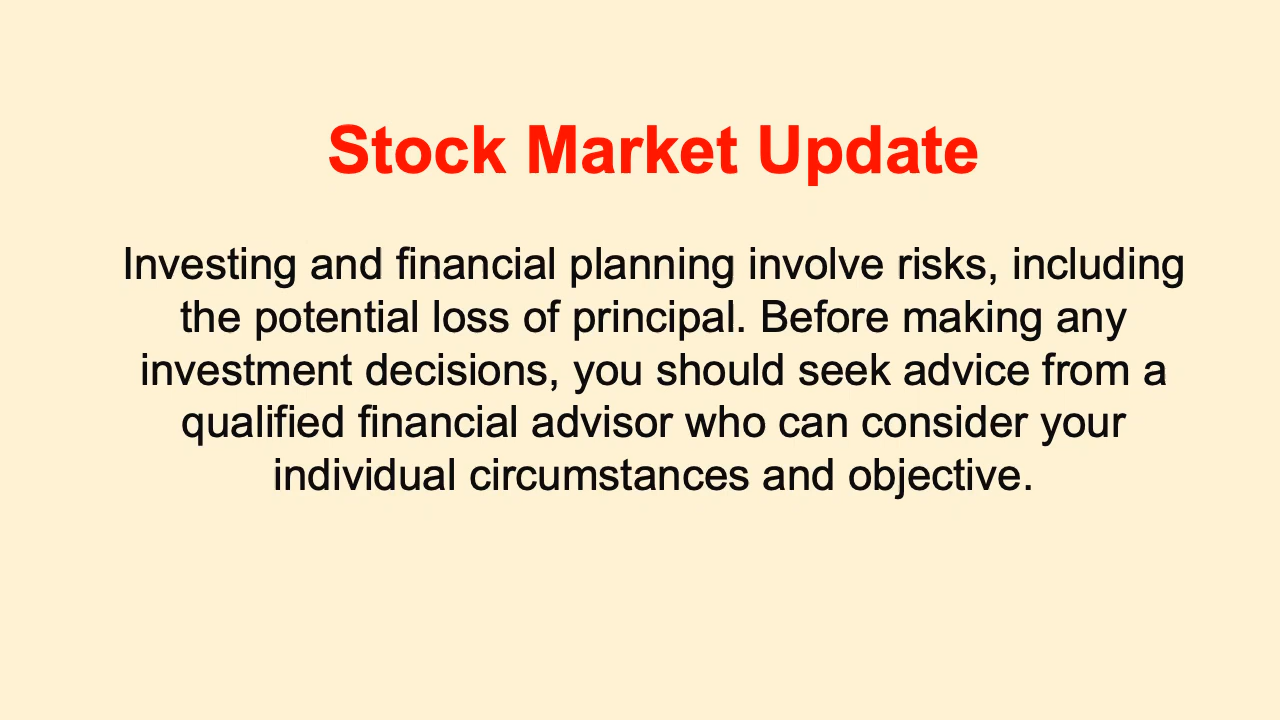 Stock Market Update
Investing and financial planning involve risks, including
the potential loss of principal. Before making any
investment decisions, you should seek advice from a
qualified financial advisor who can consider your
individual circumstances and objective.